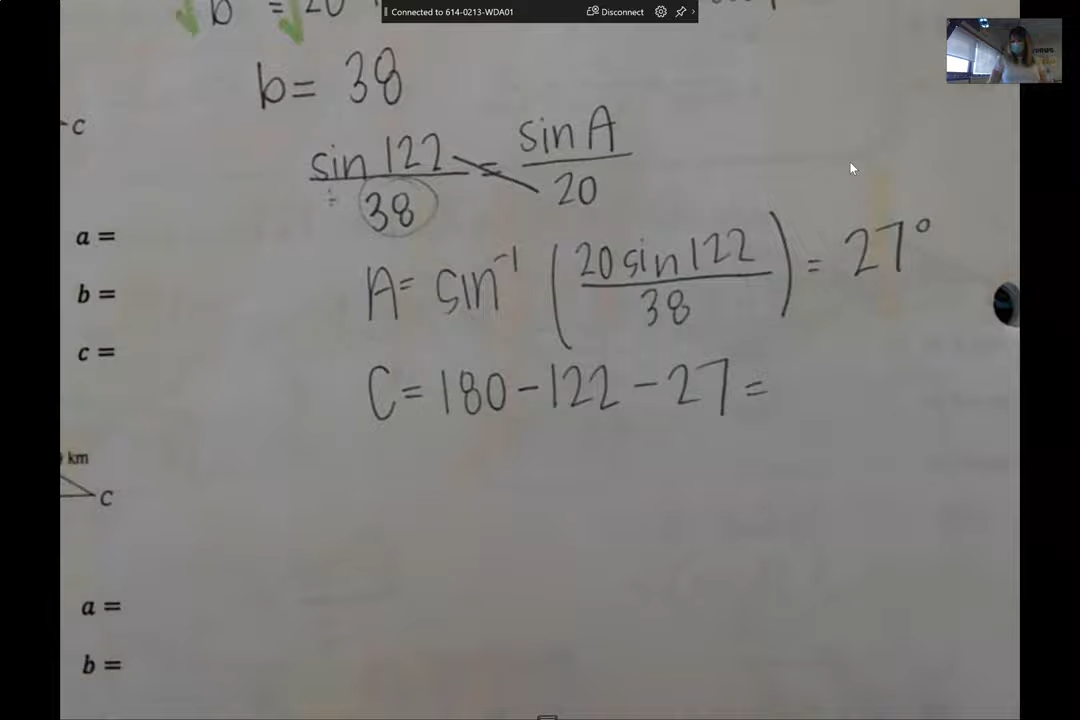 Connected to 614-0213-WDA01 Disconnect
b = 20
b = 38
C
sin 122 / 38 = sin A / 20
÷
a =
A = sin⁻¹ ( 20 sin 122 / 38 ) = 27°
b =
c =
C = 180 - 122 - 27 =
km
C
a =
b =